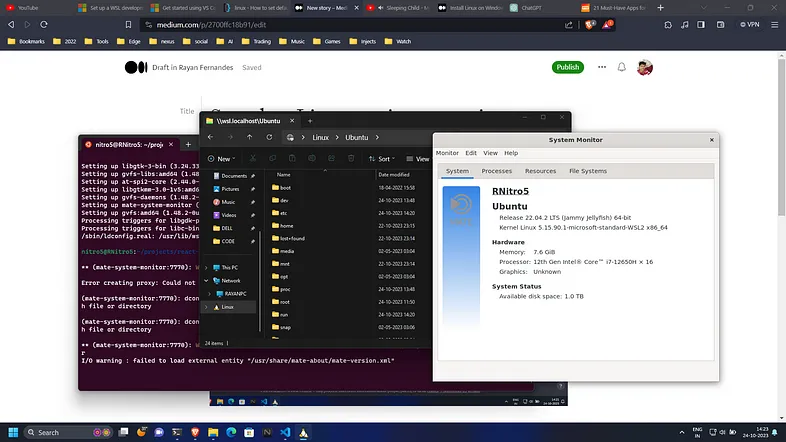 YouTube
Set up a WSL develop
Get started using VS C
linux - How to set defau
New story – Med
Sleeping Child - M
Install Linux on Window
ChatGPT
21 Must Have Apps
medium.com/p/2700ffc18b91/edit
VPN
Bookmarks
2022
Tools
Edge
nexus
social
AI
Trading
Music
Games
Injects
Watch
Draft in Rayan Fernandes
Saved
Publish
Title
nitro5@RNitro5: ~/proje
Setting up libgtk-3-bin (3.24.33
Setting up gvfs-libs:amd64 (1.48
Setting up at-spi2-core (2.44.0-
Setting up libgtkmm-3.0-1v5:amd6
Setting up gvfs-daemons (1.48.2-
Setting up mate-system-monitor (
Setting up gvfs:amd64 (1.48.2-0u
Processing triggers for libgdk-p
Processing triggers for libc-bin
/sbin/ldconfig.real: /usr/lib/ws
nitro5@RNitro5:
** (mate-system-monitor:7770): W
Error creating proxy: Could not
(mate-system-monitor:7770): dcon
h file or directory
(mate-system-monitor:7770): dcon
h file or directory
** (mate-system-monitor:7770): W
r
I/O warning : failed to load external entity "/usr/share/mate-about/mate-version.xml"
\\wsl.localhost\Ubuntu
Linux
Ubuntu
New
Sort
View
Documents
Pictures
Music
Videos
DELL
CODE
This PC
Network
RAYANPC
Linux
Name
Date modified
boot
18-04-2022 15:58
dev
24-10-2023 13:48
etc
24-10-2023 14:20
home
22-10-2023 23:15
lost+found
22-10-2023 23:14
media
02-05-2023 03:04
mnt
22-10-2023 23:14
opt
02-05-2023 03:04
proc
24-10-2023 13:48
root
24-10-2023 11:50
run
24-10-2023 14:20
snap
02-05-2023 03:06
24 items
System Monitor
Monitor Edit View Help
System
Processes
Resources
File Systems
RNitro5
Ubuntu
Release 22.04.2 LTS (Jammy Jellyfish) 64-bit
Kernel Linux 5.15.90.1-microsoft-standard-WSL2 x86_64
Hardware
Memory: 7.6 GiB
Processor: 12th Gen Intel® Core™ i7-12650H × 16
Graphics: Unknown
System Status
Available disk space: 1.0 TB
Search
ENG
IN
14:23
24-10-2023